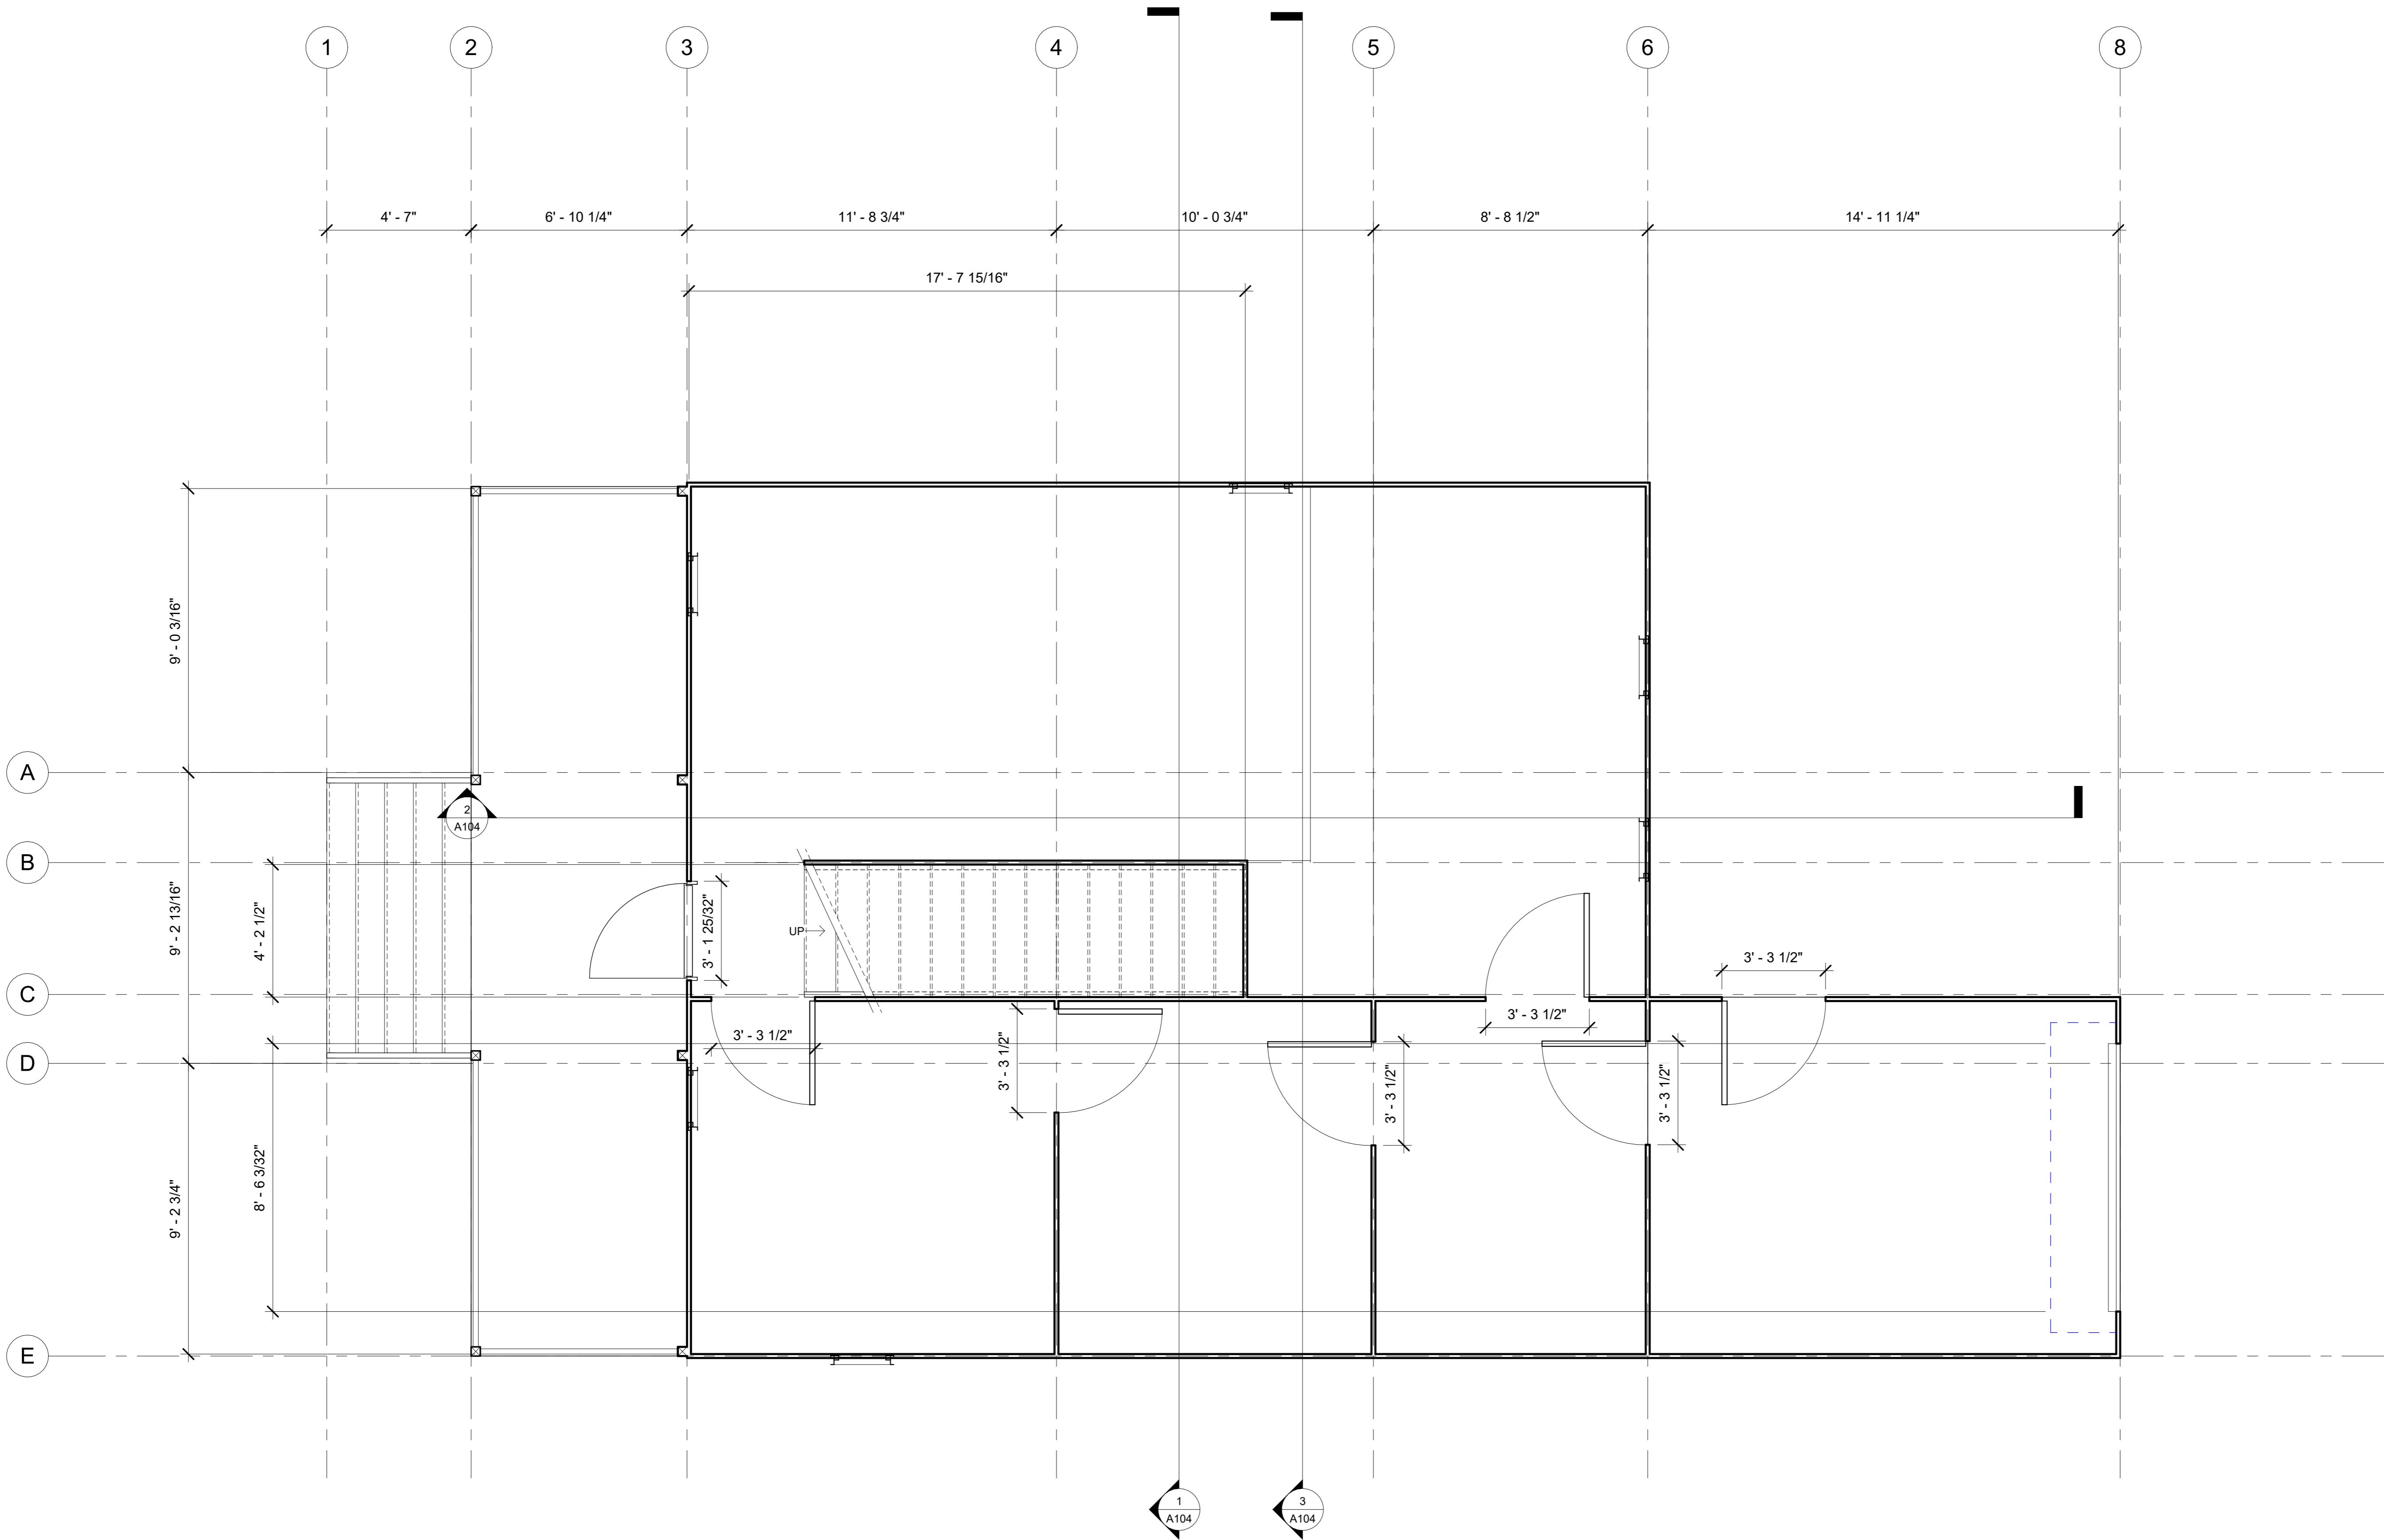 1
2
3
4
5
6
8
4' - 7"
6' - 10 1/4"
11' - 8 3/4"
10' - 0 3/4"
8' - 8 1/2"
14' - 11 1/4"
17' - 7 15/16"
9' - 0 3/16"
A
2
A104
B
9' - 2 13/16"
4' - 2 1/2"
3' - 1 25/32"
UP
3' - 3 1/2"
C
3' - 3 1/2"
3' - 3 1/2"
3' - 3 1/2"
3' - 3 1/2"
3' - 3 1/2"
D
8' - 6 3/32"
9' - 2 3/4"
E
1
A104
3
A104